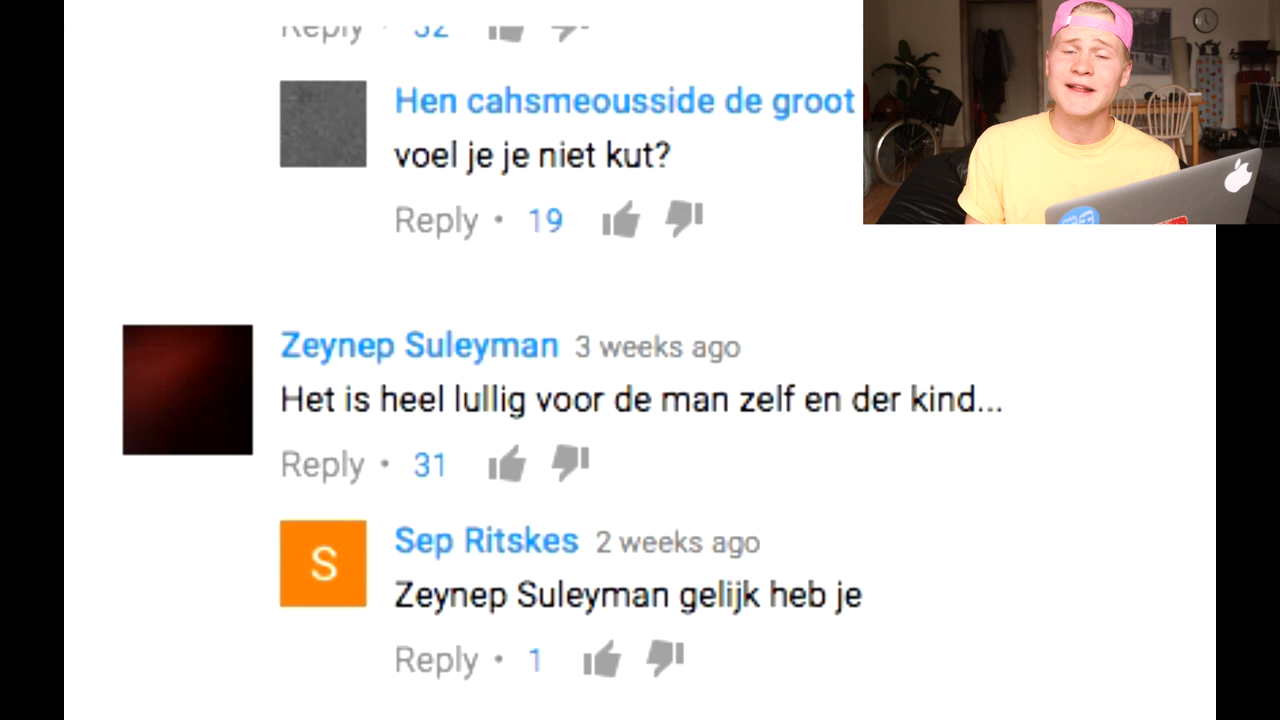 Reply • 32
Hen cahsmeousside de groot
voel je je niet kut?
Reply • 19
Zeynep Suleyman 3 weeks ago
Het is heel lullig voor de man zelf en der kind...
Reply • 31
S
Sep Ritskes 2 weeks ago
Zeynep Suleyman gelijk heb je
Reply • 1